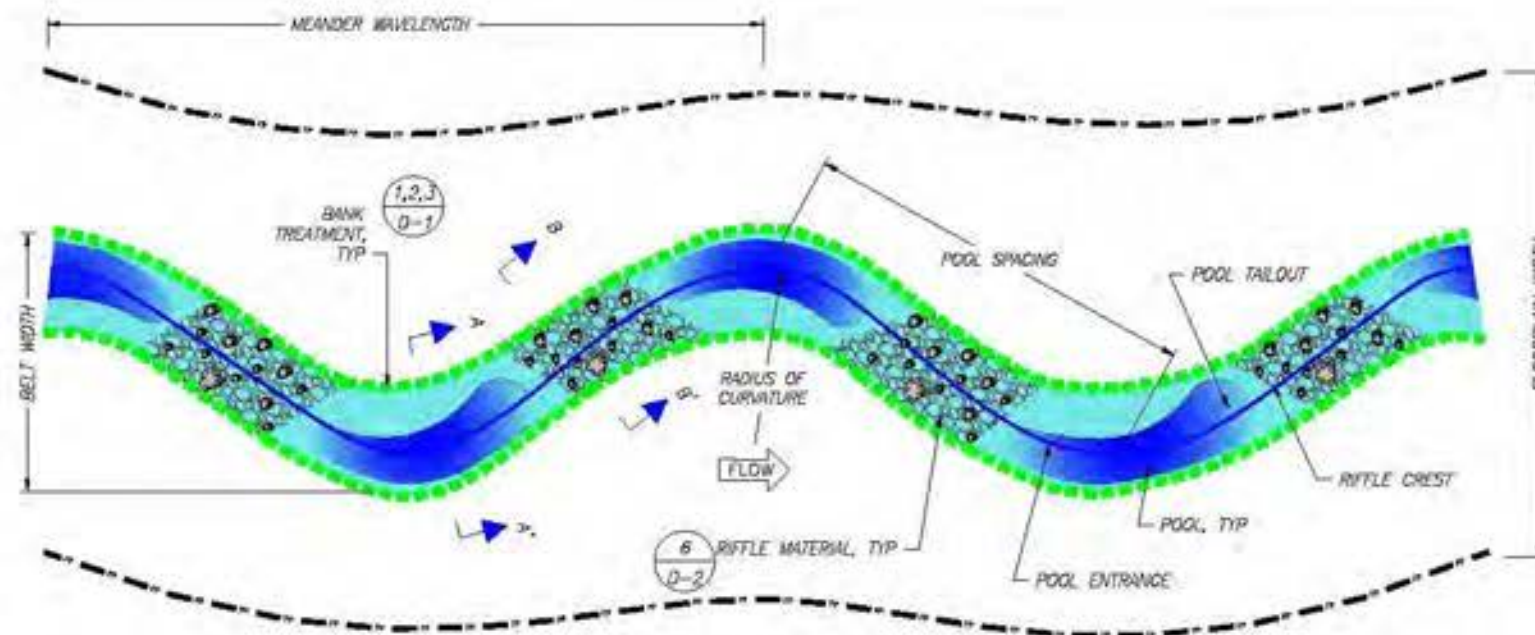 MEANDER WAVELENGTH
1,2,3
D-1
BANK
TREATMENT,
TYP
B
A
POOL SPACING
POOL TAILOUT
BELT WIDTH
RADIUS OF
CURVATURE
B'
FLOW
A'
RIFFLE CREST
POOL, TYP
6
D-2
RIFFLE MATERIAL, TYP
POOL ENTRANCE